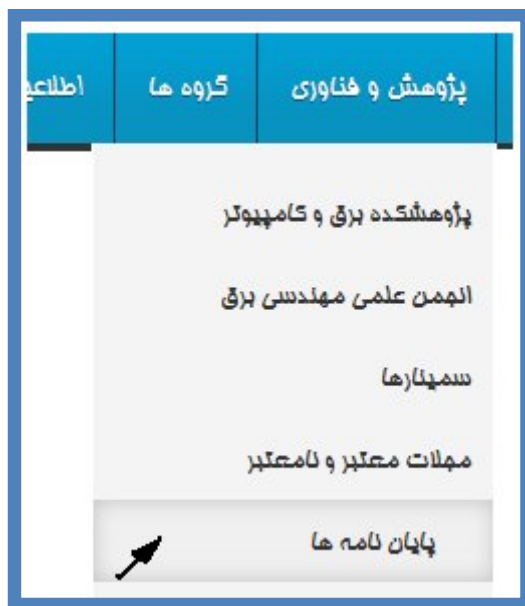 پژوهش و فناوری گروه ها
پژوهشکده برق و کامپیوتر
انجمن علمی مهندسی برق
سمینارها
مجلات معتبر و نامعتبر
پایان نامه ها